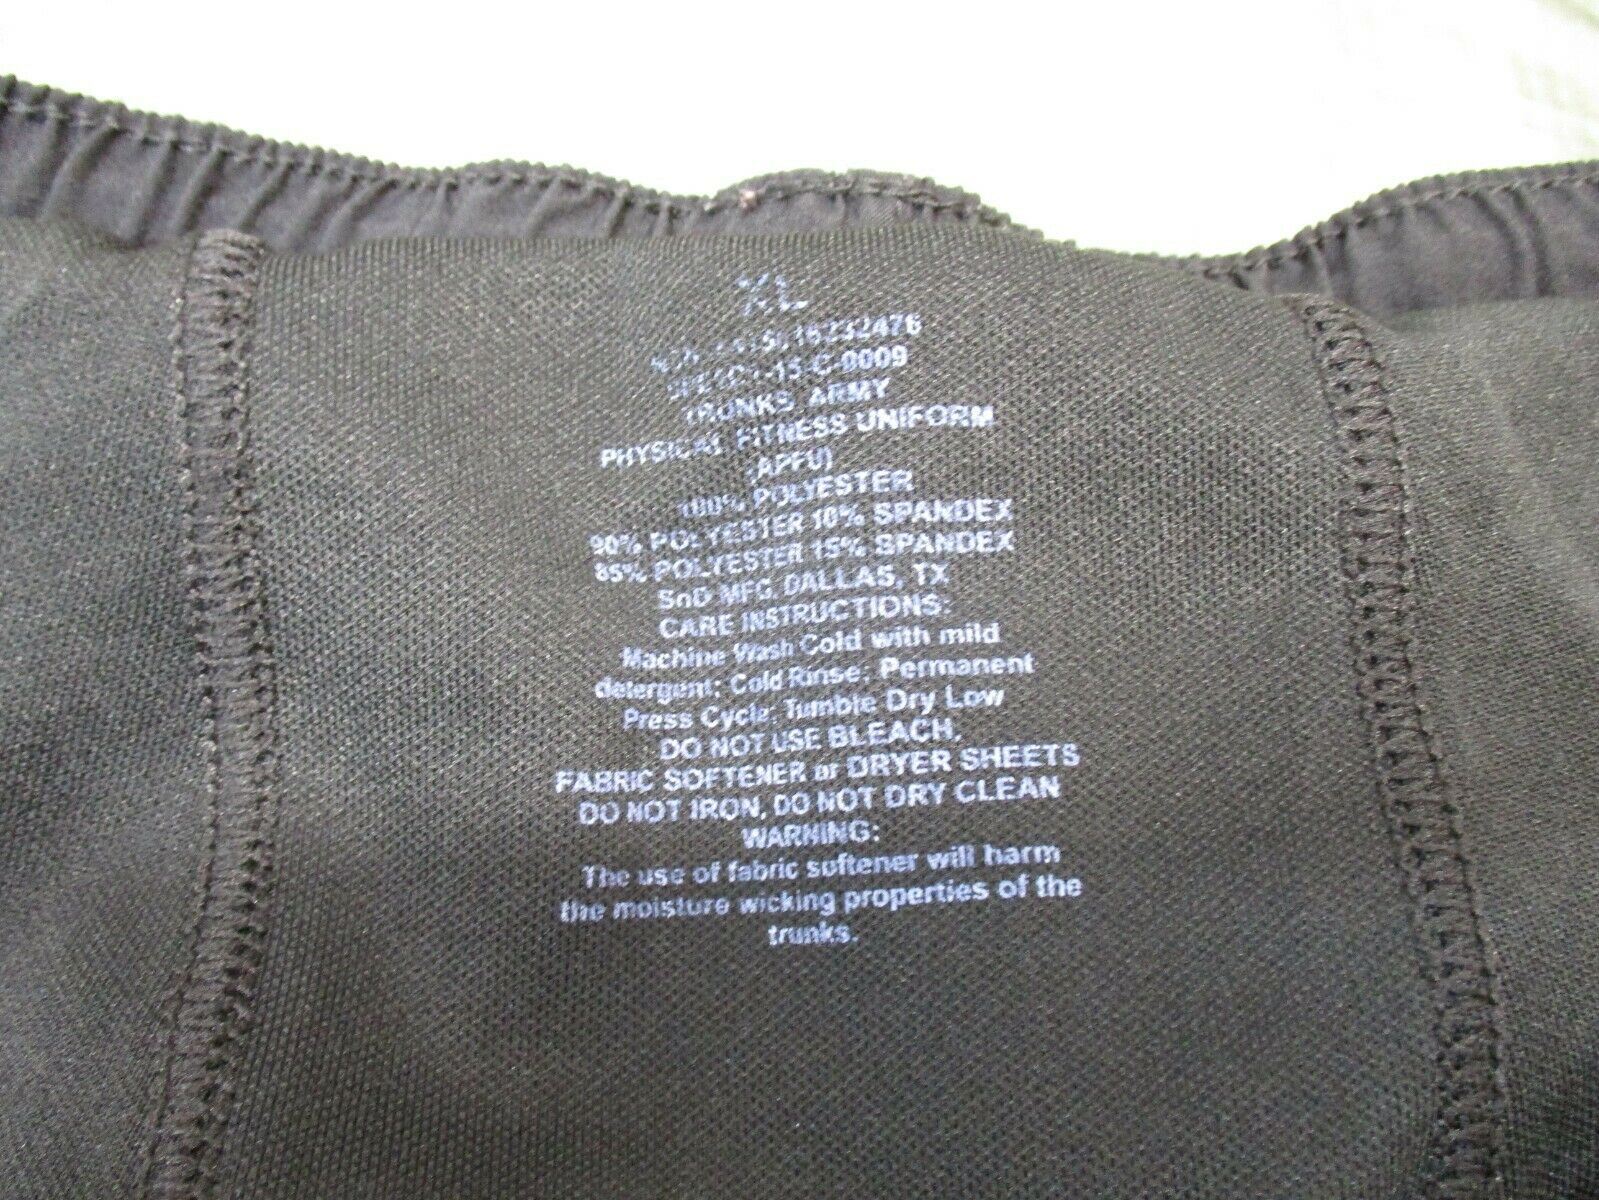 XL
15232476
-15-C-0009
TRUNKS, ARMY
PHYSICAL FITNESS UNIFORM
(APFU)
100% POLYESTER
90% POLYESTER 10% SPANDEX
85% POLYESTER 15% SPANDEX
SnD MFG, DALLAS, TX
CARE INSTRUCTIONS:
Machine Wash Cold with mild
detergent; Cold Rinse; Permanent
Press Cycle; Tumble Dry Low
DO NOT USE BLEACH,
FABRIC SOFTENER or DRYER SHEETS
DO NOT IRON, DO NOT DRY CLEAN
WARNING:
The use of fabric softener will harm
the moisture wicking properties of the
trunks.